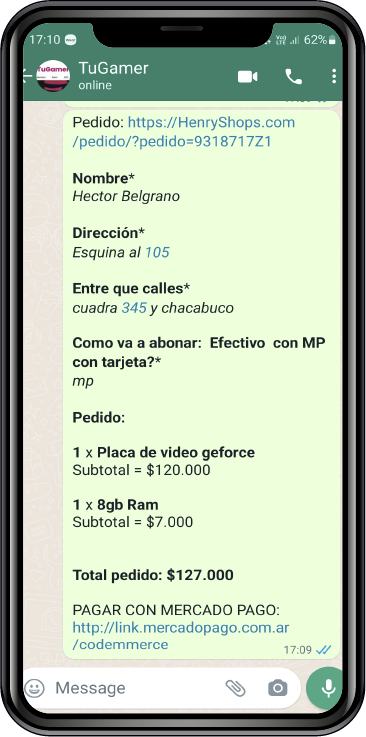 17:10
62%
TuGamer
TuGamer
online
Pedido: https://HenryShops.com
/pedido/?pedido=9318717Z1
Nombre*
Hector Belgrano
Dirección*
Esquina al 105
Entre que calles*
cuadra 345 y chacabuco
Como va a abonar: Efectivo con MP
con tarjeta?*
mp
Pedido:
1 x Placa de video geforce
Subtotal = $120.000
1 x 8gb Ram
Subtotal = $7.000
Total pedido: $127.000
PAGAR CON MERCADO PAGO:
http://link.mercadopago.com.ar
/codemmerce
17:09
Message